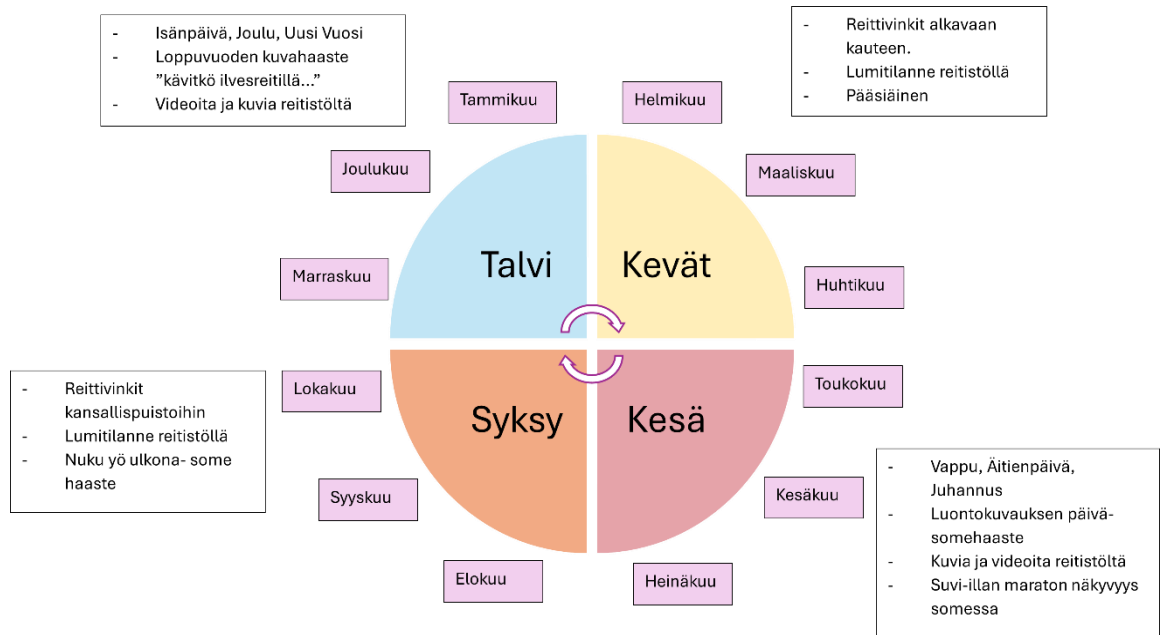 - Isänpäivä, Joulu, Uusi Vuosi
- Loppuvuoden kuvahaaste
”kävitkö ilvesreitillä…”
- Videoita ja kuvia reitistöltä
- Reittivinkit alkavaan
kauteen.
- Lumitilanne reitistöllä
- Pääsiäinen
Tammikuu
Helmikuu
Joulukuu
Maaliskuu
Marraskuu
Talvi
Kevät
Huhtikuu
- Reittivinkit
kansallispuistoihin
- Lumitilanne reitistöllä
- Nuku yö ulkona- some
haaste
Lokakuu
Syksy
Kesä
Toukokuu
Syyskuu
Kesäkuu
- Vappu, Äitienpäivä,
Juhannus
- Luontokuvauksen päivä-
somehaaste
- Kuvia ja videoita reitistöltä
- Suvi-illan maraton näkyvyys
somessa
Elokuu
Heinäkuu